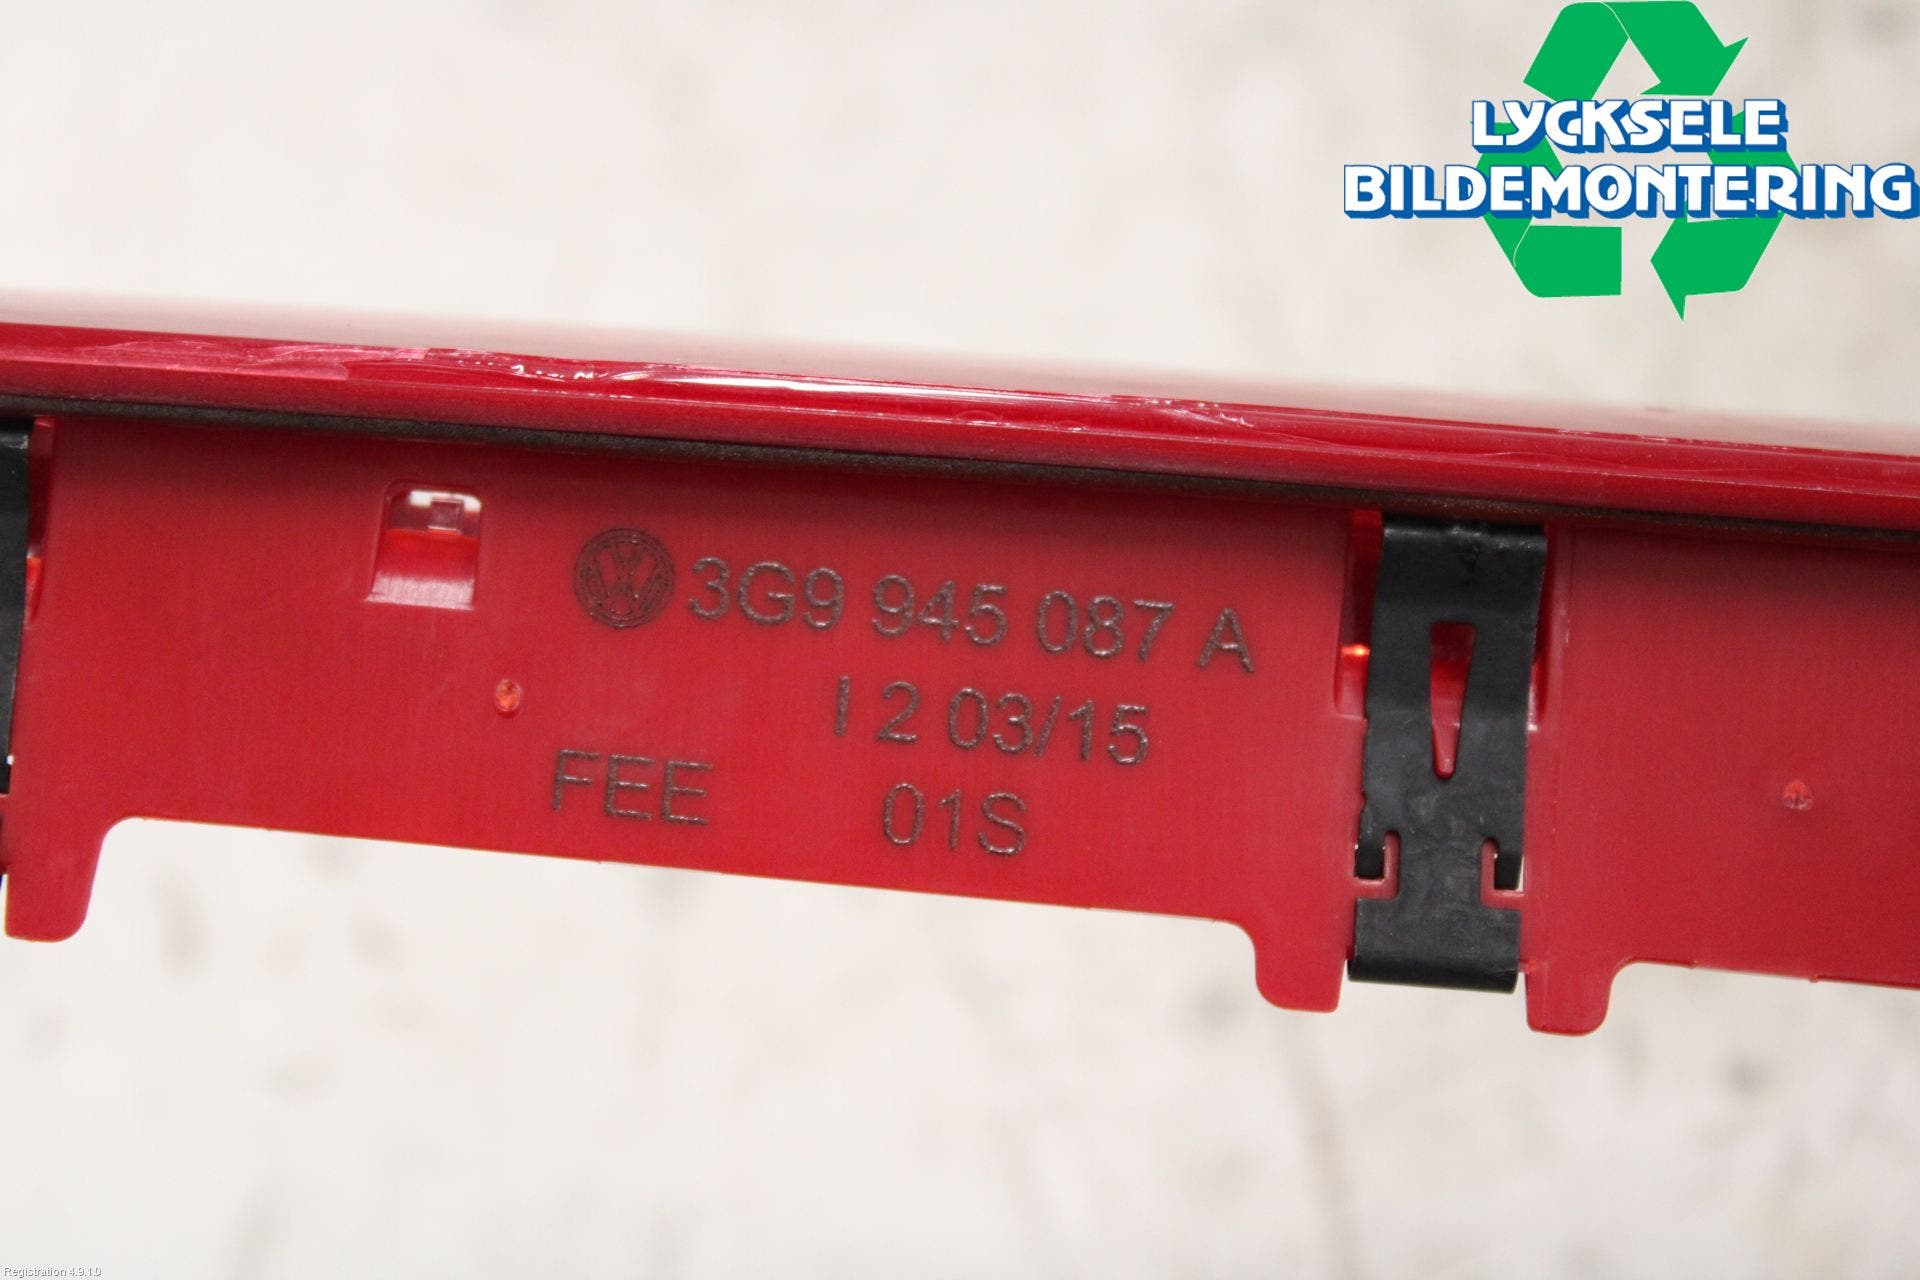 LYCKSELE
BILDEMONTERING
3G9 945 087 A
I 2 03/15
FEE 01S
Registration 4.9.1.0